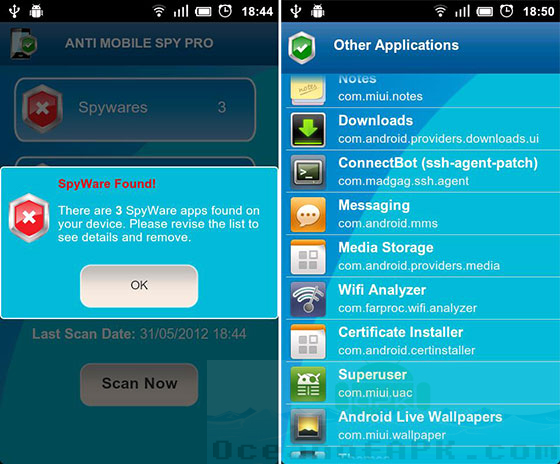 18:44
ANTI MOBILE SPY PRO
Spywares 3
SpyWare Found!
There are 3 SpyWare apps found on
your device. Please revise the list to
see details and remove.
OK
Last Scan Date: 31/05/2012 18:44
Scan Now
18:50
Other Applications
Notes
com.miui.notes
Downloads
com.android.providers.downloads.ui
ConnectBot (ssh-agent-patch)
com.madgag.ssh.agent
Messaging
com.android.mms
Media Storage
com.android.providers.media
Wifi Analyzer
com.farproc.wifi.analyzer
Certificate Installer
com.android.certinstaller
Superuser
com.miui.uac
Android Live Wallpapers
com.miui.wallpaper
Themes